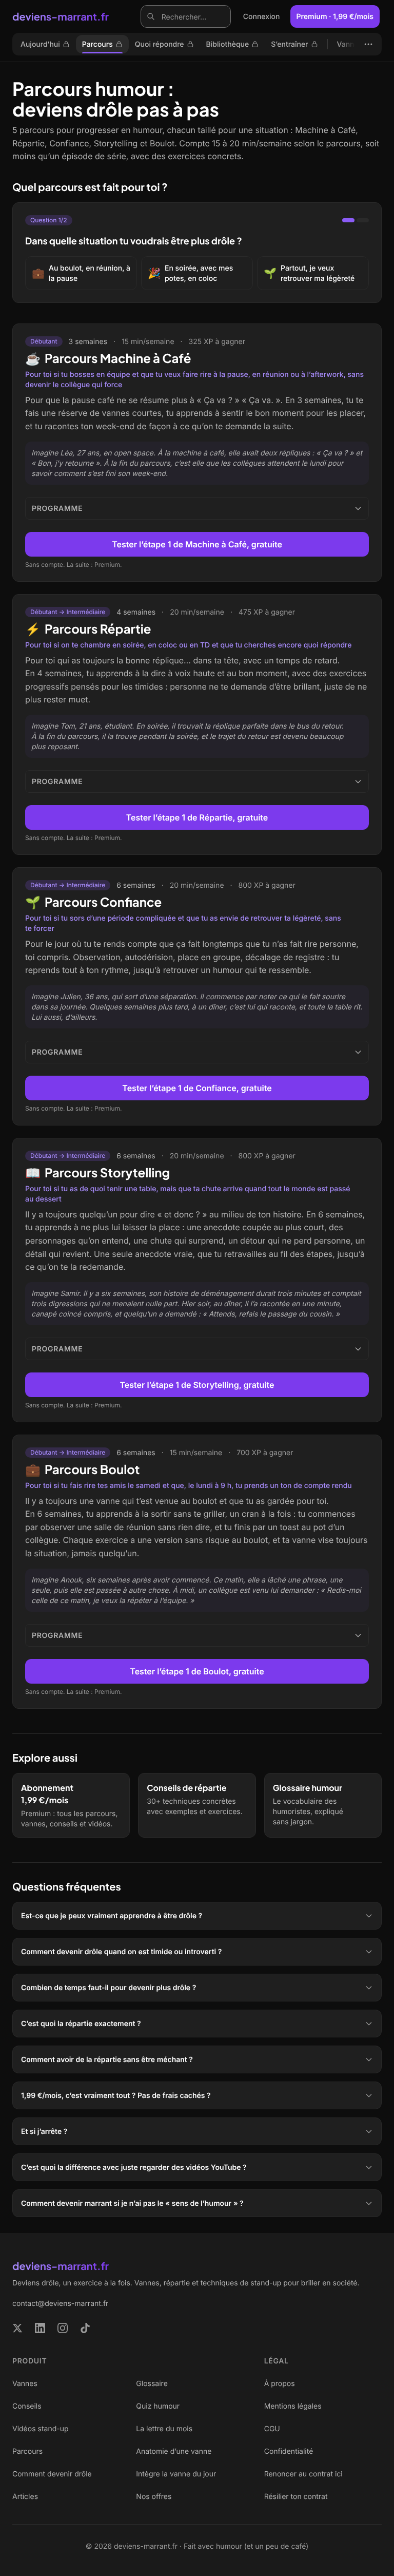 deviens-marrant.fr
Rechercher...
Connexion
Premium · 1,99 €/mois
Aujourd'hui
Parcours
Quoi répondre
Bibliothèque
S'entraîner
Parcours humour :
deviens drôle pas à pas
5 parcours pour progresser en humour, chacun taillé pour une situation : Machine à Café,
Répartie, Confiance, Storytelling et Boulot. Compte 15 à 20 min/semaine selon le parcours, soit
moins qu'un épisode de série, avec des exercices concrets.
Quel parcours est fait pour toi ?
Question 1/2
Dans quelle situation tu voudrais être plus drôle ?
Au boulot, en réunion, à
la pause
En soirée, avec mes
potes, en coloc
Partout, je veux
retrouver ma légèreté
Débutant
3 semaines · 15 min/semaine · 325 XP à gagner
Parcours Machine à Café
Pour toi si tu bosses en équipe et que tu veux faire rire à la pause, en réunion ou à l'afterwork, sans
devenir le collègue qui force
Pour que la pause café ne se résume plus à « Ça va ? » « Ça va. ». En 3 semaines, tu te
fais une réserve de vannes courtes, tu apprends à sentir le bon moment pour les placer,
et tu racontes ton week-end de façon à ce qu'on te demande la suite.
Imagine Léa, 27 ans, en open space. À la machine à café, elle avait deux répliques : « Ça va ? » et
« Bon, j'y retourne ». À la fin du parcours, c'est elle que les collègues attendent le lundi pour
savoir comment s'est fini son week-end.
PROGRAMME
Tester l'étape 1 de Machine à Café, gratuite
Sans compte. La suite : Premium.
Débutant → Intermédiaire
4 semaines · 20 min/semaine · 475 XP à gagner
Parcours Répartie
Pour toi si on te chambre en soirée, en coloc ou en TD et que tu cherches encore quoi répondre
Pour toi qui as toujours la bonne réplique… dans ta tête, avec un temps de retard.
En 4 semaines, tu apprends à la dire à voix haute et au bon moment, avec des exercices
progressifs pensés pour les timides : personne ne te demande d'être brillant, juste de ne
plus rester muet.
Imagine Tom, 21 ans, étudiant. En soirée, il trouvait la réplique parfaite dans le bus du retour.
À la fin du parcours, il la trouve pendant la soirée, et le trajet du retour est devenu beaucoup
plus reposant.
PROGRAMME
Tester l'étape 1 de Répartie, gratuite
Sans compte. La suite : Premium.
Débutant → Intermédiaire
6 semaines · 20 min/semaine · 800 XP à gagner
Parcours Confiance
Pour toi si tu sors d'une période compliquée et que tu as envie de retrouver ta légèreté, sans
te forcer
Pour le jour où tu te rends compte que ça fait longtemps que tu n'as fait rire personne,
toi compris. Observation, autodérision, place en groupe, décalage de registre : tu
reprends tout à ton rythme, jusqu'à retrouver un humour qui te ressemble.
Imagine Julien, 36 ans, qui sort d'une séparation. Il commence par noter ce qui le fait sourire
dans sa journée. Quelques semaines plus tard, à un dîner, c'est lui qui raconte, et toute la table rit.
Lui aussi, d'ailleurs.
PROGRAMME
Tester l'étape 1 de Confiance, gratuite
Sans compte. La suite : Premium.
Débutant → Intermédiaire
6 semaines · 20 min/semaine · 800 XP à gagner
Parcours Storytelling
Pour toi si tu as de quoi tenir une table, mais que ta chute arrive quand tout le monde est passé
au dessert
Il y a toujours quelqu'un pour dire « et donc ? » au milieu de ton histoire. En 6 semaines,
tu apprends à ne plus lui laisser la place : une anecdote coupée au plus court, des
personnages qu'on entend, une chute qui surprend, un détour qui ne perd personne, un
détail qui revient. Une seule anecdote vraie, que tu retravailles au fil des étapes, jusqu'à
ce qu'on te la redemande.
Imagine Samir. Il y a six semaines, son histoire de déménagement durait trois minutes et comptait
trois digressions qui ne menaient nulle part. Hier soir, au dîner, il l'a racontée en une minute,
canapé coincé compris, et quelqu'un a demandé : « Attends, refais le passage du cousin. »
PROGRAMME
Tester l'étape 1 de Storytelling, gratuite
Sans compte. La suite : Premium.
Débutant → Intermédiaire
6 semaines · 15 min/semaine · 700 XP à gagner
Parcours Boulot
Pour toi si tu fais rire tes amis le samedi et que, le lundi à 9 h, tu prends un ton de compte rendu
Il y a toujours une vanne qui t'est venue au boulot et que tu as gardée pour toi.
En 6 semaines, tu apprends à la sortir sans te griller, un cran à la fois : tu commences
par observer une salle de réunion sans rien dire, et tu finis par un toast au pot d'un
collègue. Chaque exercice a une version sans risque au boulot, et ta vanne vise toujours
la situation, jamais quelqu'un.
Imagine Anouk, six semaines après avoir commencé. Ce matin, elle a lâché une phrase, une
seule, puis elle est passée à autre chose. À midi, un collègue est venu lui demander : « Redis-moi
celle de ce matin, je veux la répéter à l'équipe. »
PROGRAMME
Tester l'étape 1 de Boulot, gratuite
Sans compte. La suite : Premium.
Explore aussi
Abonnement
1,99 €/mois
Premium : tous les parcours,
vannes, conseils et vidéos.
Conseils de répartie
30+ techniques concrètes
avec exemples et exercices.
Glossaire humour
Le vocabulaire des
humoristes, expliqué
sans jargon.
Questions fréquentes
Est-ce que je peux vraiment apprendre à être drôle ?
Comment devenir drôle quand on est timide ou introverti ?
Combien de temps faut-il pour devenir plus drôle ?
C'est quoi la répartie exactement ?
Comment avoir de la répartie sans être méchant ?
1,99 €/mois, c'est vraiment tout ? Pas de frais cachés ?
Et si j'arrête ?
C'est quoi la différence avec juste regarder des vidéos YouTube ?
Comment devenir marrant si je n'ai pas le « sens de l'humour » ?
deviens-marrant.fr
Deviens drôle, un exercice à la fois. Vannes, répartie et techniques de stand-up pour briller en société.
contact@deviens-marrant.fr
PRODUIT
Vannes
Conseils
Vidéos stand-up
Parcours
Comment devenir drôle
Articles
Glossaire
Quiz humour
La lettre du mois
Anatomie d'une vanne
Intègre la vanne du jour
Nos offres
LÉGAL
À propos
Mentions légales
CGU
Confidentialité
Renoncer au contrat ici
Résilier ton contrat
© 2026 deviens-marrant.fr · Fait avec humour (et un peu de café)